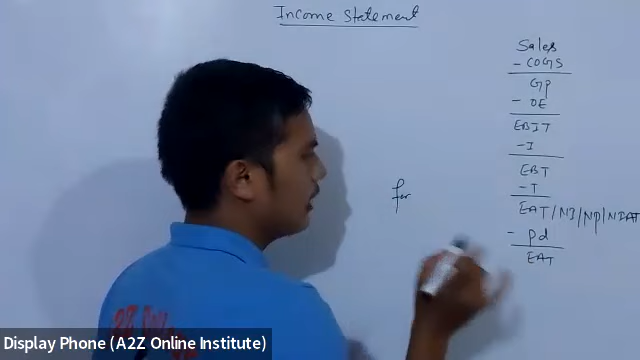 Income Statement
Sales
- COGS
GP
- OE
EBIT
- I
EBT
- T
EAT / NI / NP / NIAT
- Pd
EAT
for
Display Phone (A2Z Online Institute)